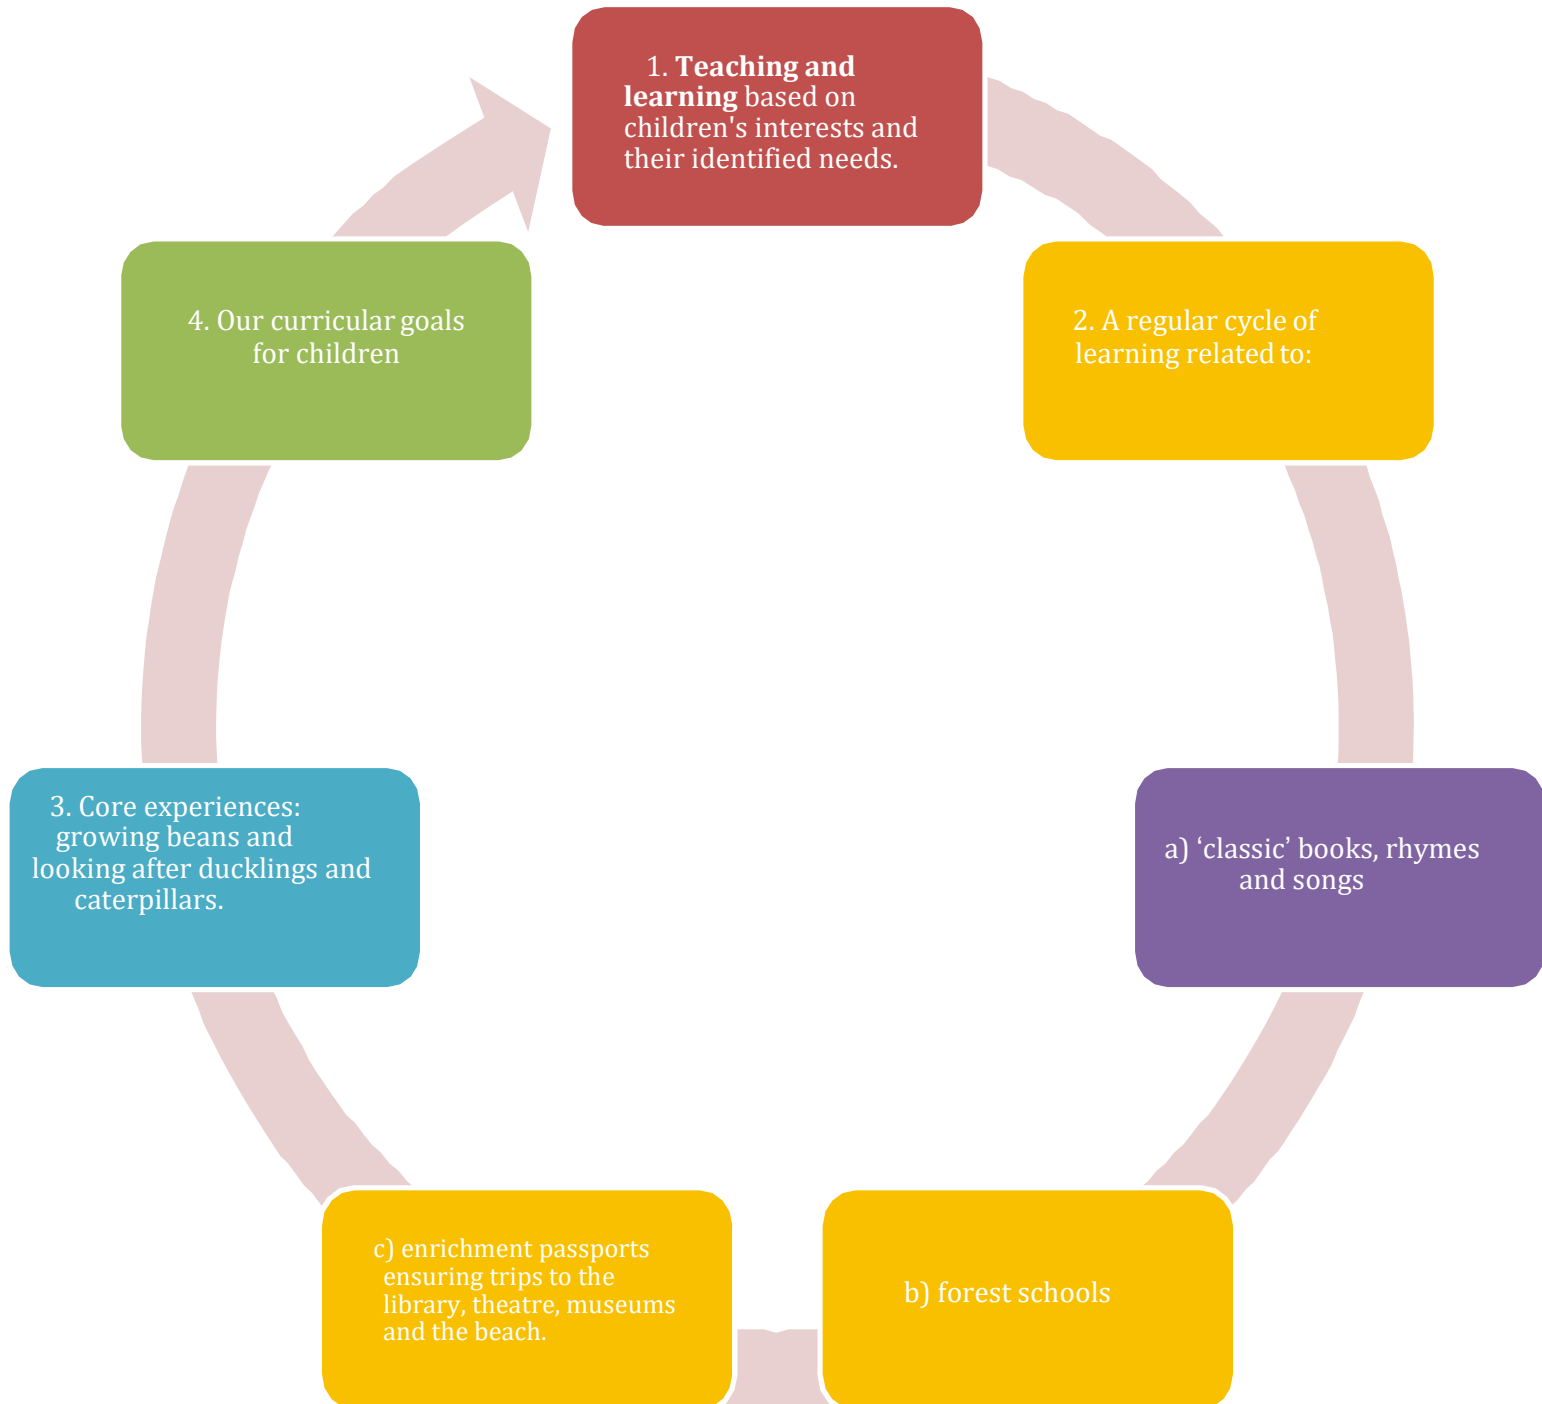 1. Teaching and
learning based on
children's interests and
their identified needs.
2. A regular cycle of
learning related to:
a) ‘classic’ books, rhymes
and songs
b) forest schools
c) enrichment passports
ensuring trips to the
library, theatre, museums
and the beach.
3. Core experiences:
growing beans and
looking after ducklings and
caterpillars.
4. Our curricular goals
for children